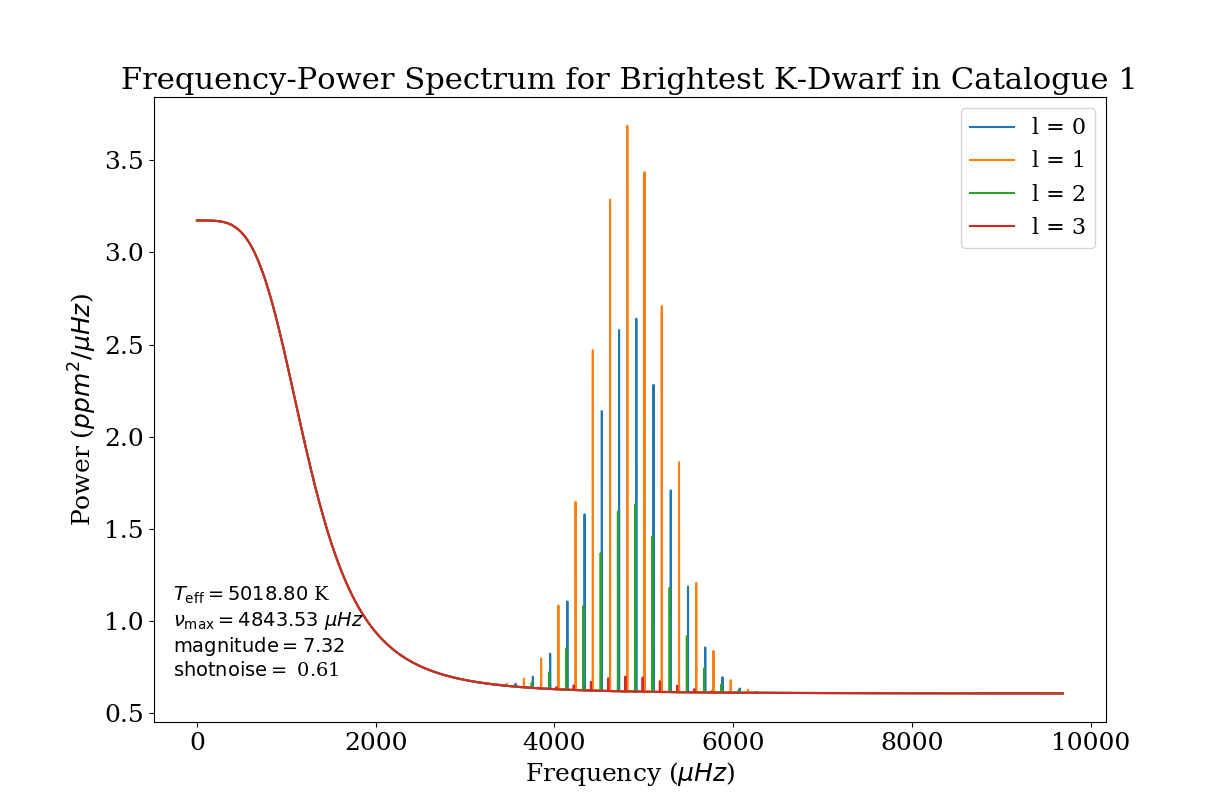 Frequency-Power Spectrum for Brightest K-Dwarf in Catalogue 1
l = 0
l = 1
l = 2
l = 3
3.5
3.0
2.5
2.0
1.5
1.0
0.5
Power (ppm²/μHz)
T_eff = 5018.80 K
ν_max = 4843.53 μHz
magnitude = 7.32
shotnoise = 0.61
0 2000 4000 6000 8000 10000
Frequency (μHz)